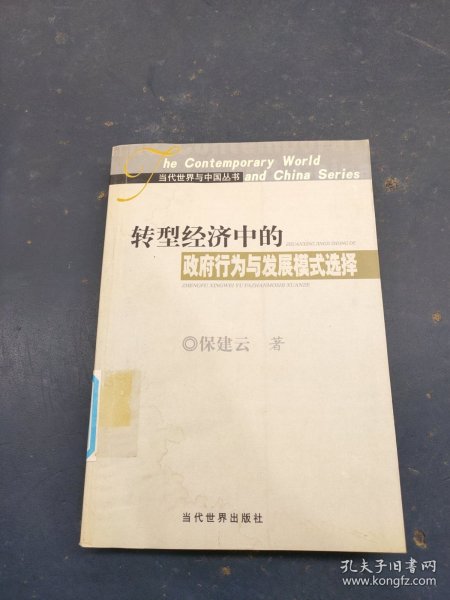 The Contemporary World
当代世界与中国丛书 and China Series
转型经济中的
ZHUANXING JINGJI ZHONG DE
政府行为与发展模式选择
ZHENGFU XINGWEI YU FAZHANMOSHI XUANZE
◎保建云 著
当代世界出版社
孔夫子旧书网
www.kongfz.com